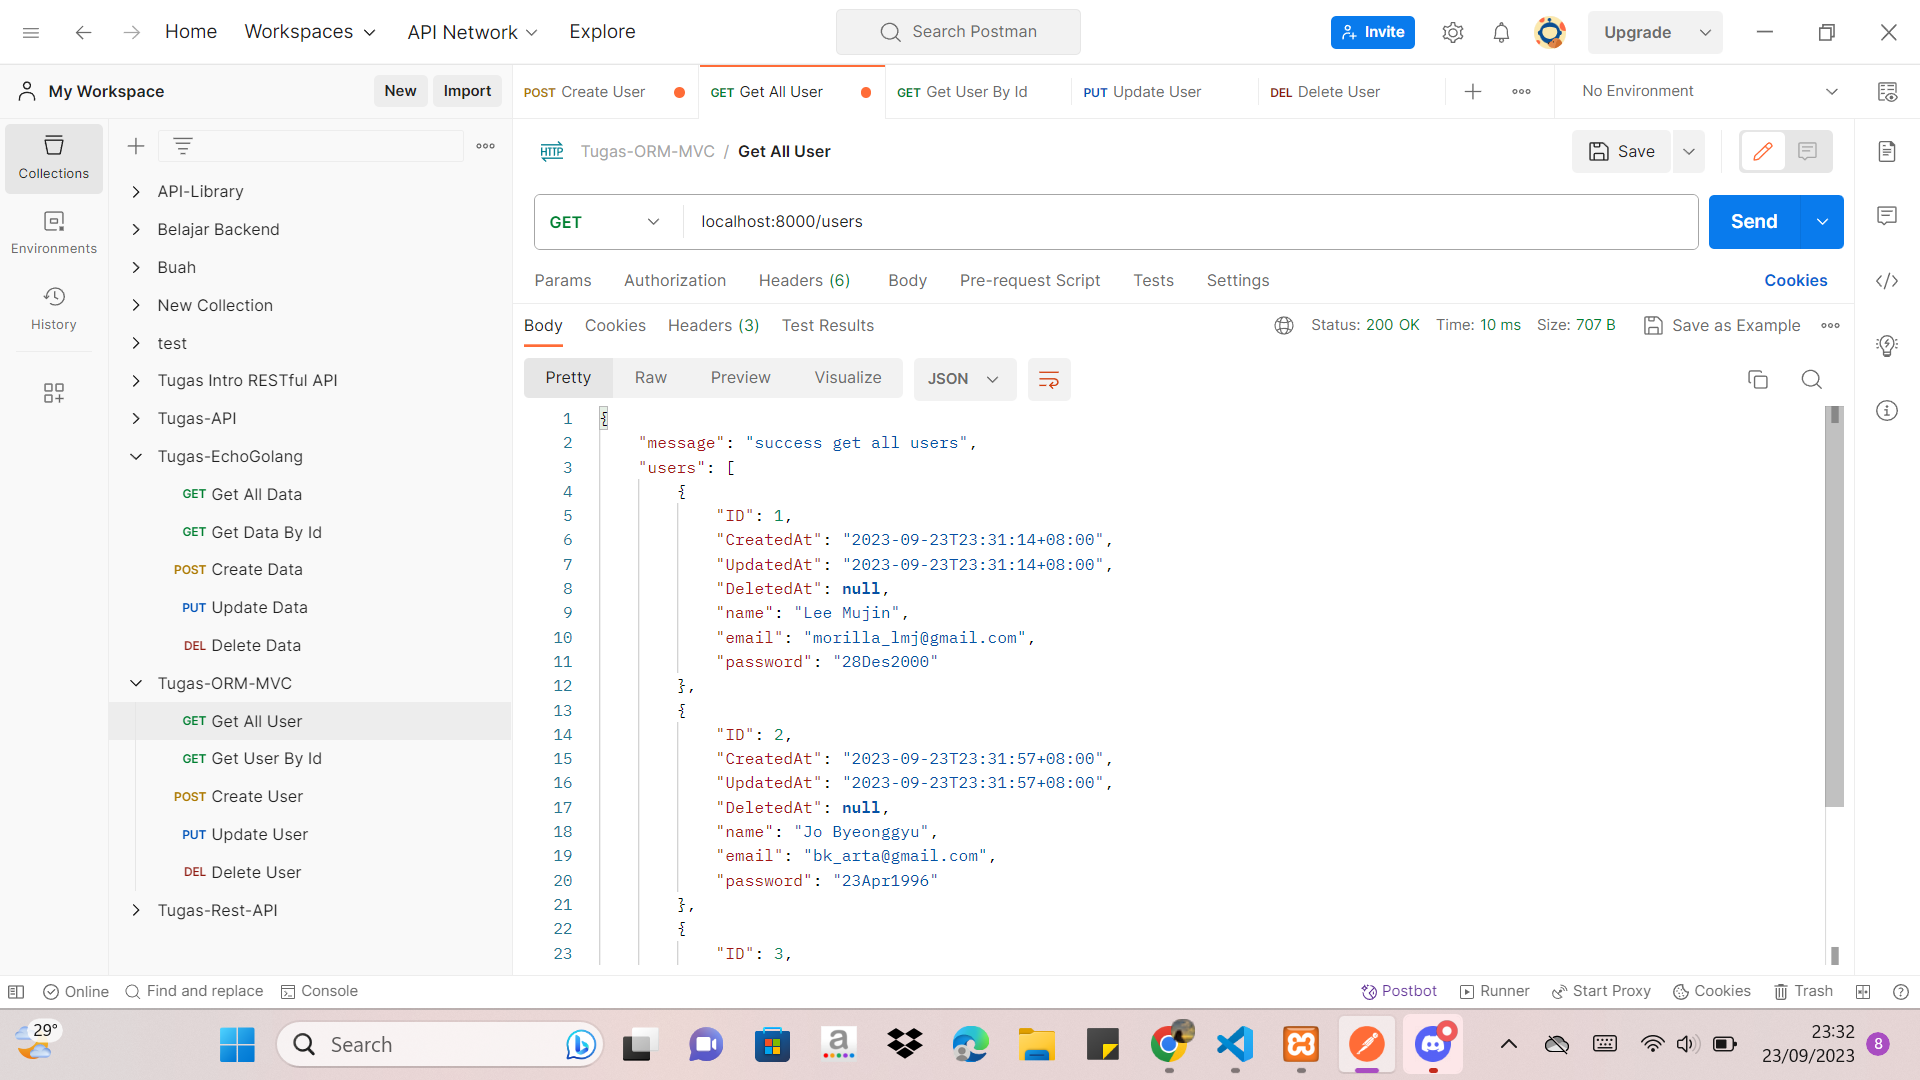 Home
Workspaces
API Network
Explore
Search Postman
Invite
Upgrade
My Workspace
New
Import
POST Create User
GET Get All User
GET Get User By Id
PUT Update User
DEL Delete User
No Environment
Collections
Environments
History
API-Library
Belajar Backend
Buah
New Collection
test
Tugas Intro RESTful API
Tugas-API
Tugas-EchoGolang
GET Get All Data
GET Get Data By Id
POST Create Data
PUT Update Data
DEL Delete Data
Tugas-ORM-MVC
GET Get All User
GET Get User By Id
POST Create User
PUT Update User
DEL Delete User
Tugas-Rest-API
HTTP Tugas-ORM-MVC / Get All User
Save
GET
localhost:8000/users
Send
Params
Authorization
Headers (6)
Body
Pre-request Script
Tests
Settings
Cookies
Body
Cookies
Headers (3)
Test Results
Status: 200 OK
Time: 10 ms
Size: 707 B
Save as Example
Pretty
Raw
Preview
Visualize
JSON
1 {
2 "message": "success get all users",
3 "users": [
4 {
5 "ID": 1,
6 "CreatedAt": "2023-09-23T23:31:14+08:00",
7 "UpdatedAt": "2023-09-23T23:31:14+08:00",
8 "DeletedAt": null,
9 "name": "Lee Mujin",
10 "email": "morilla_lmj@gmail.com",
11 "password": "28Des2000"
12 },
13 {
14 "ID": 2,
15 "CreatedAt": "2023-09-23T23:31:57+08:00",
16 "UpdatedAt": "2023-09-23T23:31:57+08:00",
17 "DeletedAt": null,
18 "name": "Jo Byeonggyu",
19 "email": "bk_arta@gmail.com",
20 "password": "23Apr1996"
21 },
22 {
23 "ID": 3,
Online
Find and replace
Console
Postbot
Runner
Start Proxy
Cookies
Trash
29°
Search
a
23:32
23/09/2023
8